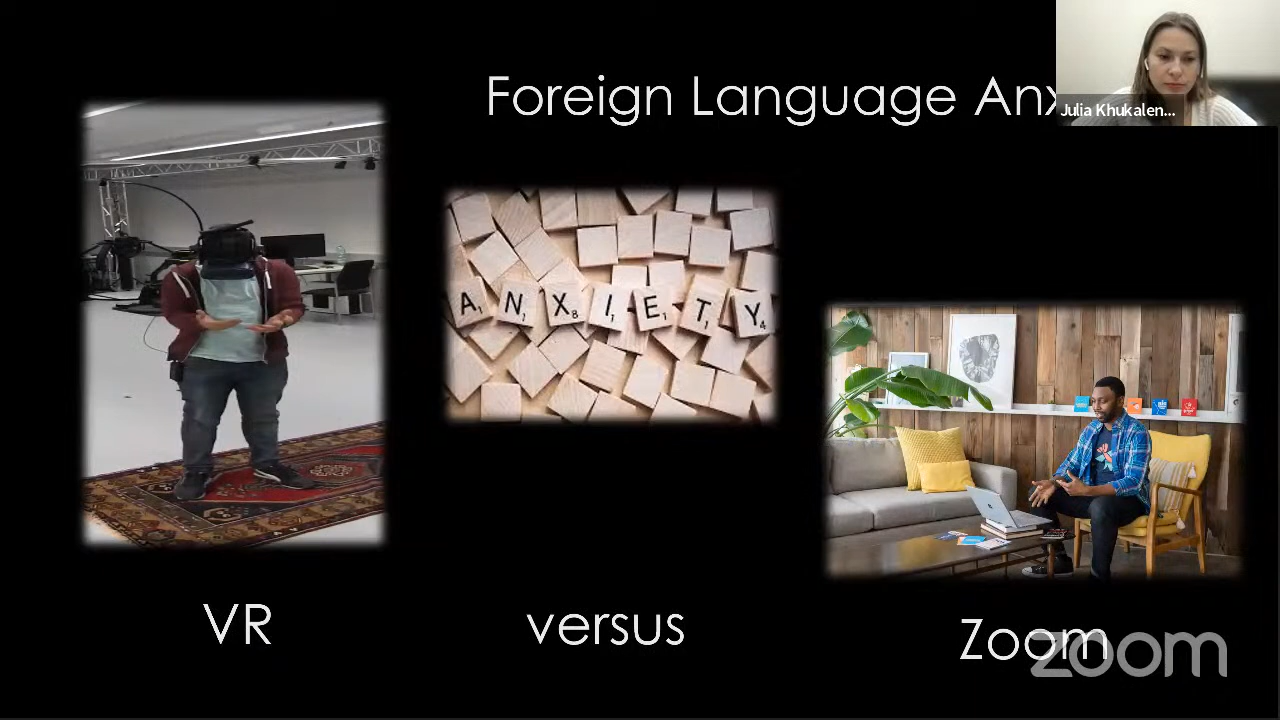 Foreign Language Anx
Julia Khukalen...
ANXIETY
VR
versus
Zoom
zoom